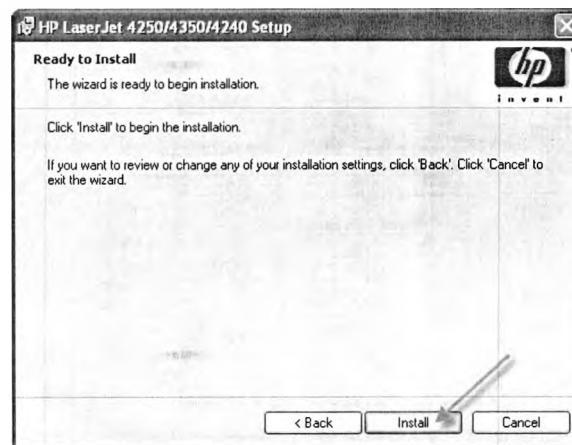 HP LaserJet 4250/4350/4240 Setup
Ready to Install
The wizard is ready to begin installation.
hp
invent
Click 'Install' to begin the installation.
If you want to review or change any of your installation settings, click 'Back'. Click 'Cancel' to
exit the wizard.
< Back
Install
Cancel